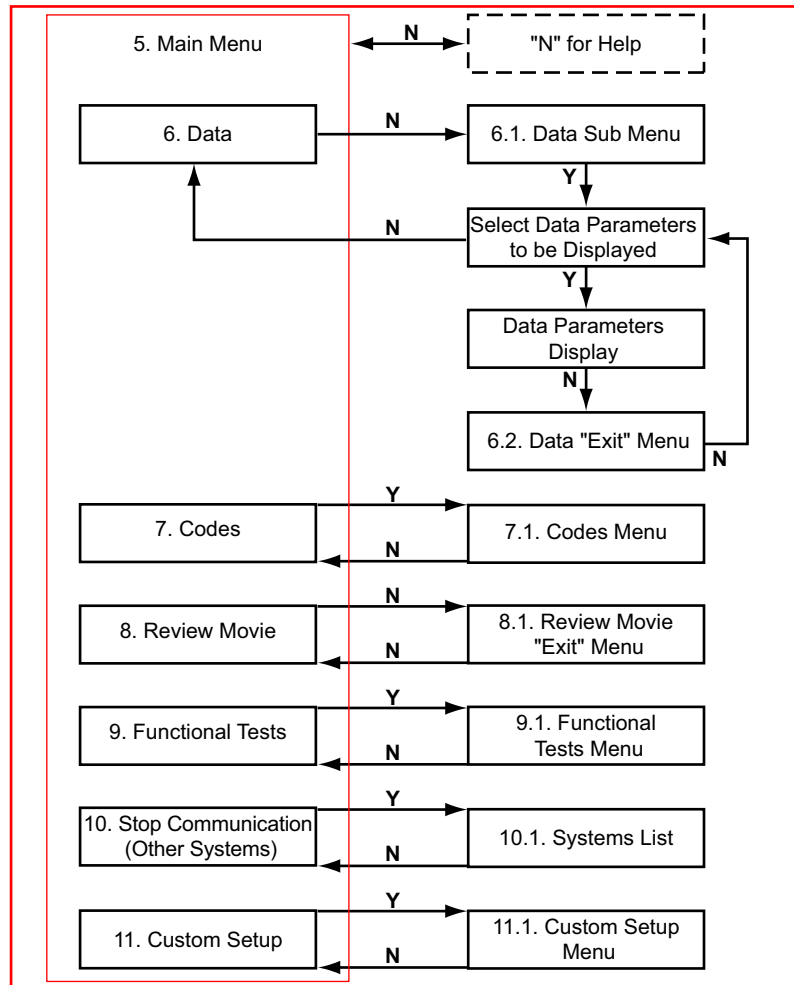 5. Main Menu
N
"N" for Help
6. Data
N
6.1. Data Sub Menu
Y
N
Select Data Parameters
to be Displayed
Y
Data Parameters
Display
N
6.2. Data "Exit" Menu
N
Y
7. Codes
N
7.1. Codes Menu
N
8. Review Movie
N
8.1. Review Movie
"Exit" Menu
Y
9. Functional Tests
N
9.1. Functional
Tests Menu
Y
10. Stop Communication
(Other Systems)
N
10.1. Systems List
Y
11. Custom Setup
N
11.1. Custom Setup
Menu